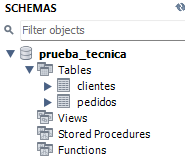 SCHEMAS
Filter objects
prueba_tecnica
Tables
clientes
pedidos
Views
Stored Procedures
Functions